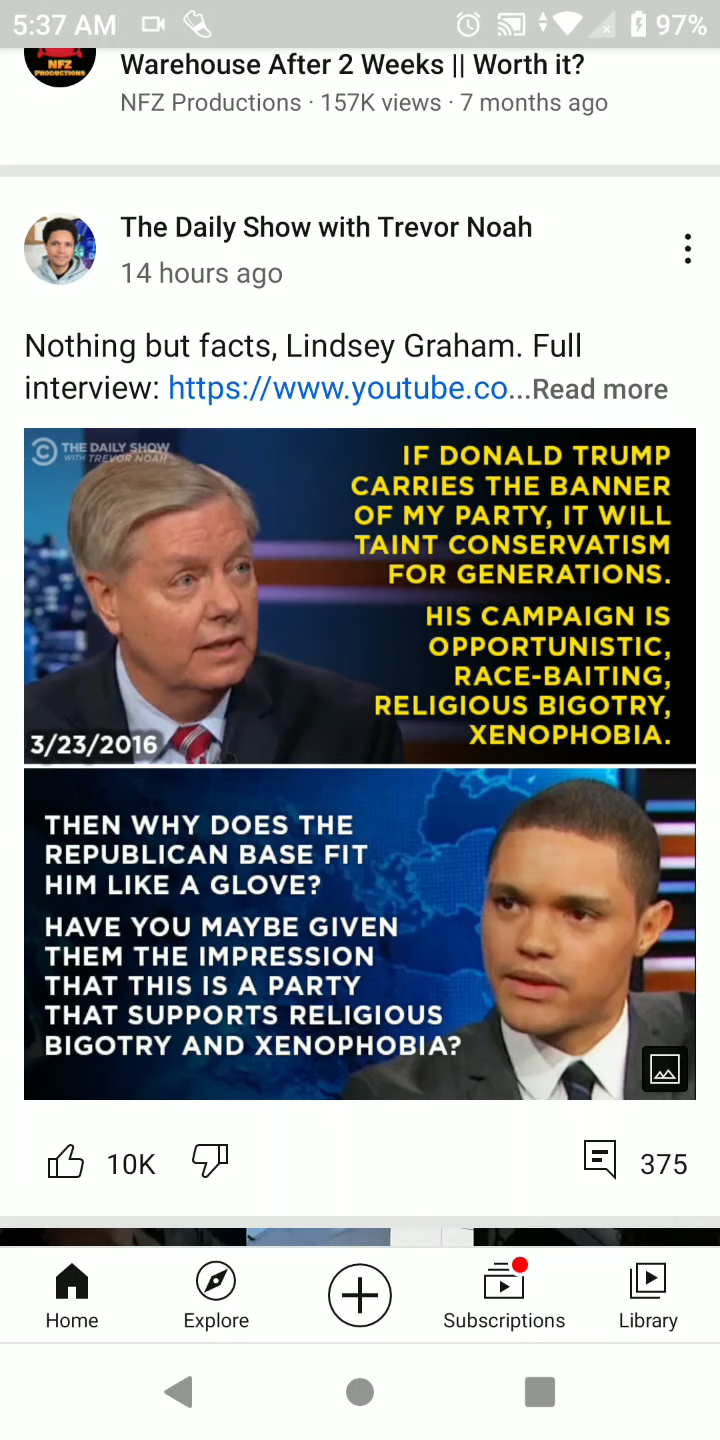 5:37 AM 97%
NFZ
PRODUCTIONS
Warehouse After 2 Weeks || Worth it?
NFZ Productions · 157K views · 7 months ago
The Daily Show with Trevor Noah
14 hours ago
Nothing but facts, Lindsey Graham. Full
interview: https://www.youtube.co...Read more
THE DAILY SHOW
WITH TREVOR NOAH
IF DONALD TRUMP
CARRIES THE BANNER
OF MY PARTY, IT WILL
TAINT CONSERVATISM
FOR GENERATIONS.
HIS CAMPAIGN IS
OPPORTUNISTIC,
RACE-BAITING,
RELIGIOUS BIGOTRY,
XENOPHOBIA.
3/23/2016
THEN WHY DOES THE
REPUBLICAN BASE FIT
HIM LIKE A GLOVE?
HAVE YOU MAYBE GIVEN
THEM THE IMPRESSION
THAT THIS IS A PARTY
THAT SUPPORTS RELIGIOUS
BIGOTRY AND XENOPHOBIA?
10K 375
Home Explore Subscriptions Library